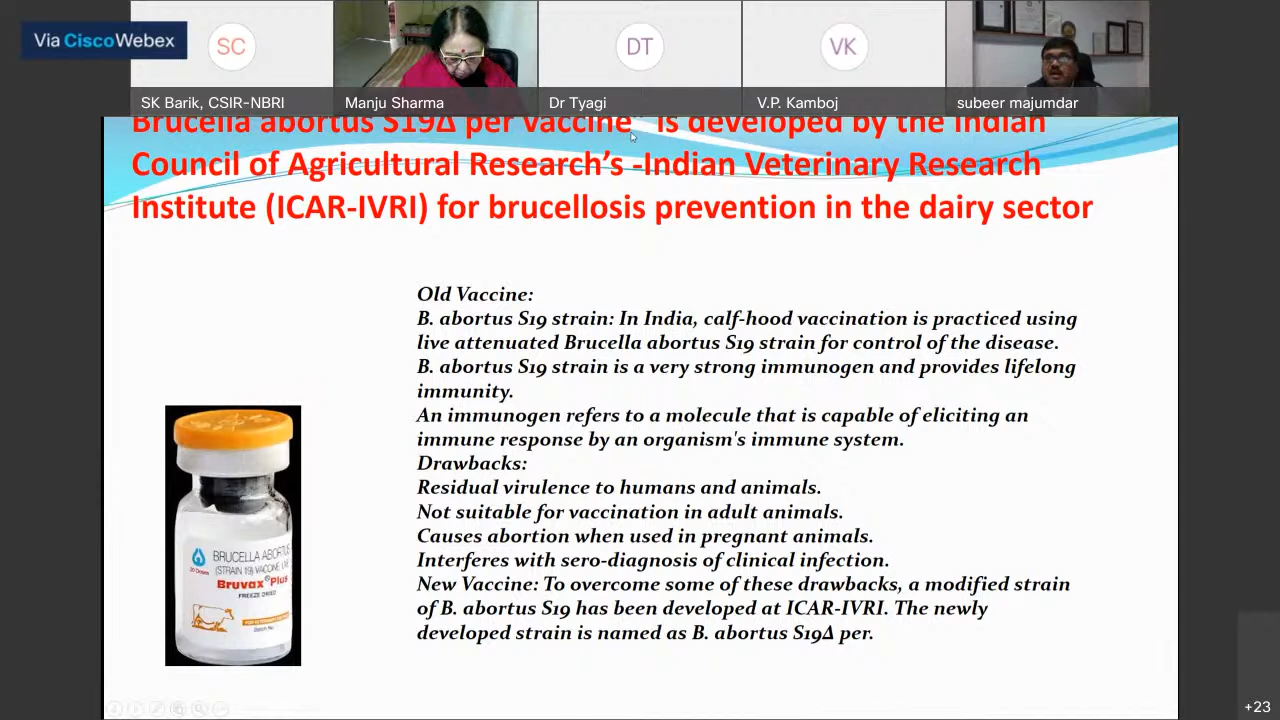 Via Cisco Webex
SC
DT
VK
SK Barik, CSIR-NBRI
Manju Sharma
Dr Tyagi
V.P. Kamboj
subeer majumdar
Brucella abortus S19Δ per vaccine" is developed by the Indian
Council of Agricultural Research's -Indian Veterinary Research
Institute (ICAR-IVRI) for brucellosis prevention in the dairy sector
Old Vaccine:
B. abortus S19 strain: In India, calf-hood vaccination is practiced using
live attenuated Brucella abortus S19 strain for control of the disease.
B. abortus S19 strain is a very strong immunogen and provides lifelong
immunity.
An immunogen refers to a molecule that is capable of eliciting an
immune response by an organism's immune system.
Drawbacks:
Residual virulence to humans and animals.
Not suitable for vaccination in adult animals.
Causes abortion when used in pregnant animals.
Interferes with sero-diagnosis of clinical infection.
New Vaccine: To overcome some of these drawbacks, a modified strain
of B. abortus S19 has been developed at ICAR-IVRI. The newly
developed strain is named as B. abortus S19Δ per.
BRUCELLA ABORTUS
(STRAIN 19) VACCINE LIVE
Bruvax® Plus
FREEZE DRIED
Batch No.
+23